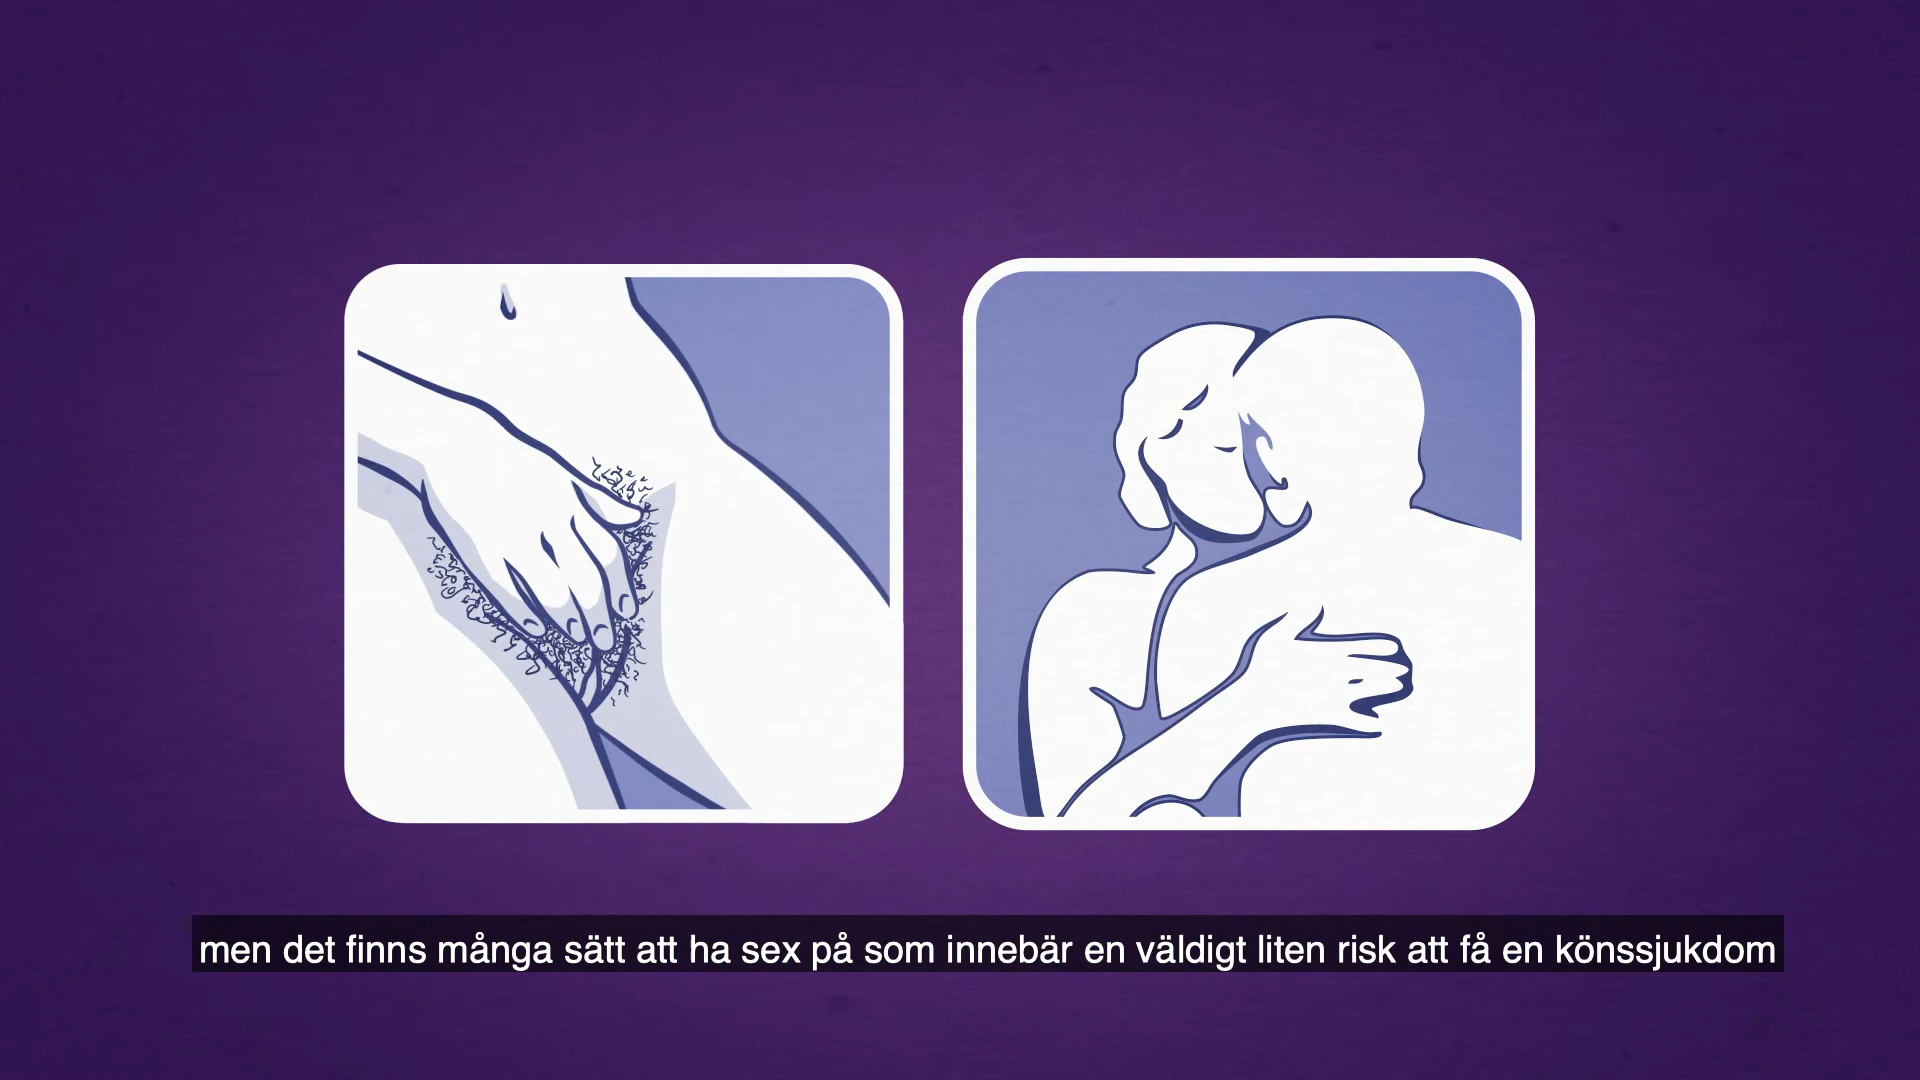 men det finns många sätt att ha sex på som innebär en väldigt liten risk att få en könssjukdom